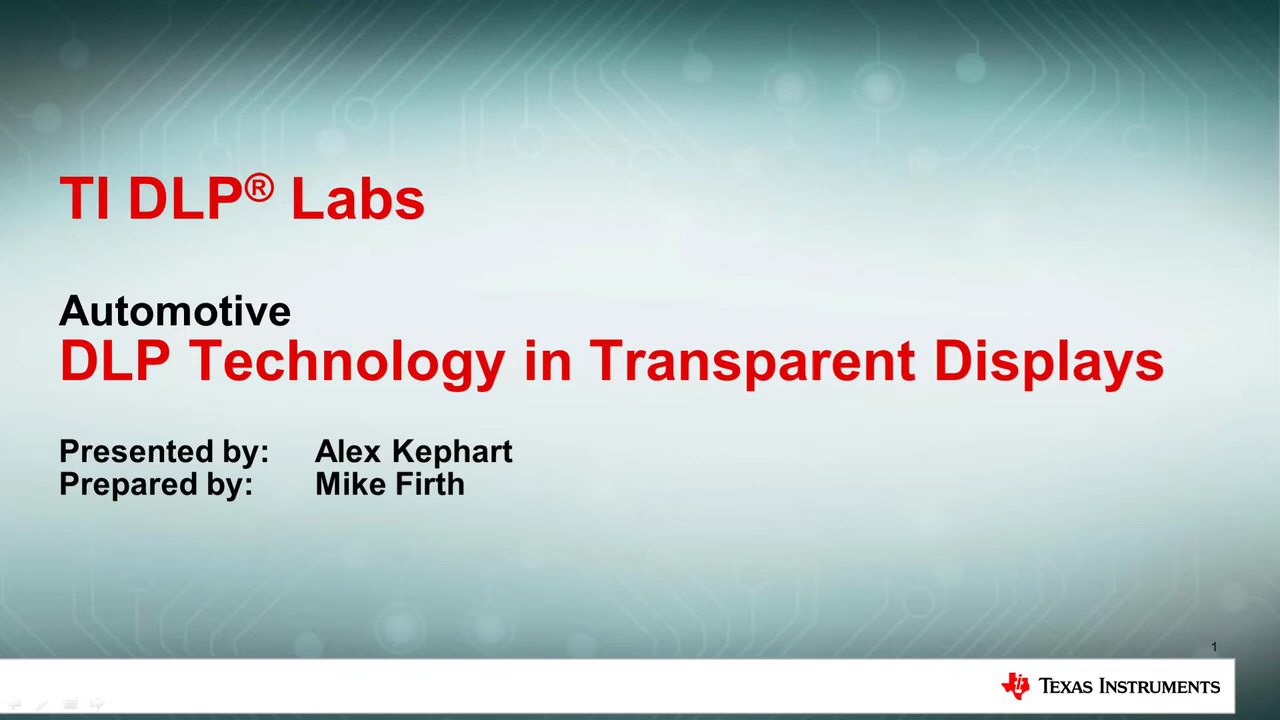 TI DLP® Labs
Automotive
DLP Technology in Transparent Displays
Presented by: Alex Kephart
Prepared by: Mike Firth
1
TEXAS INSTRUMENTS